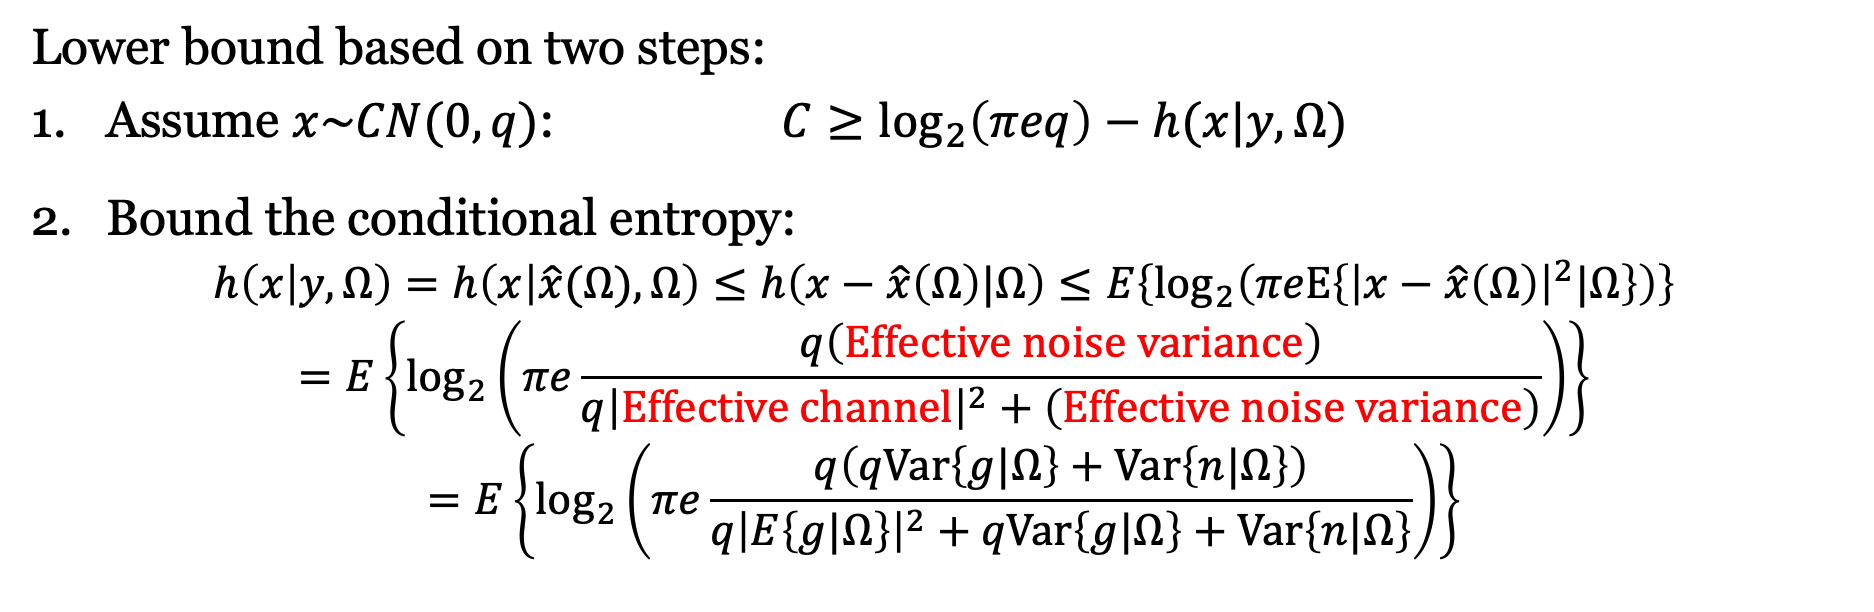 Lower bound based on two steps:
1. Assume x~CN(0, q): C ≥ log₂(πeq) − h(x|y, Ω)
2. Bound the conditional entropy:
h(x|y, Ω) = h(x|x̂(Ω), Ω) ≤ h(x − x̂(Ω)|Ω) ≤ E{log₂(πeE{|x − x̂(Ω)|²|Ω})}
= E{log₂(πe q(Effective noise variance) / q|Effective channel|² + (Effective noise variance))}
= E{log₂(πe q(qVar{g|Ω} + Var{n|Ω}) / q|E{g|Ω}|² + qVar{g|Ω} + Var{n|Ω})}